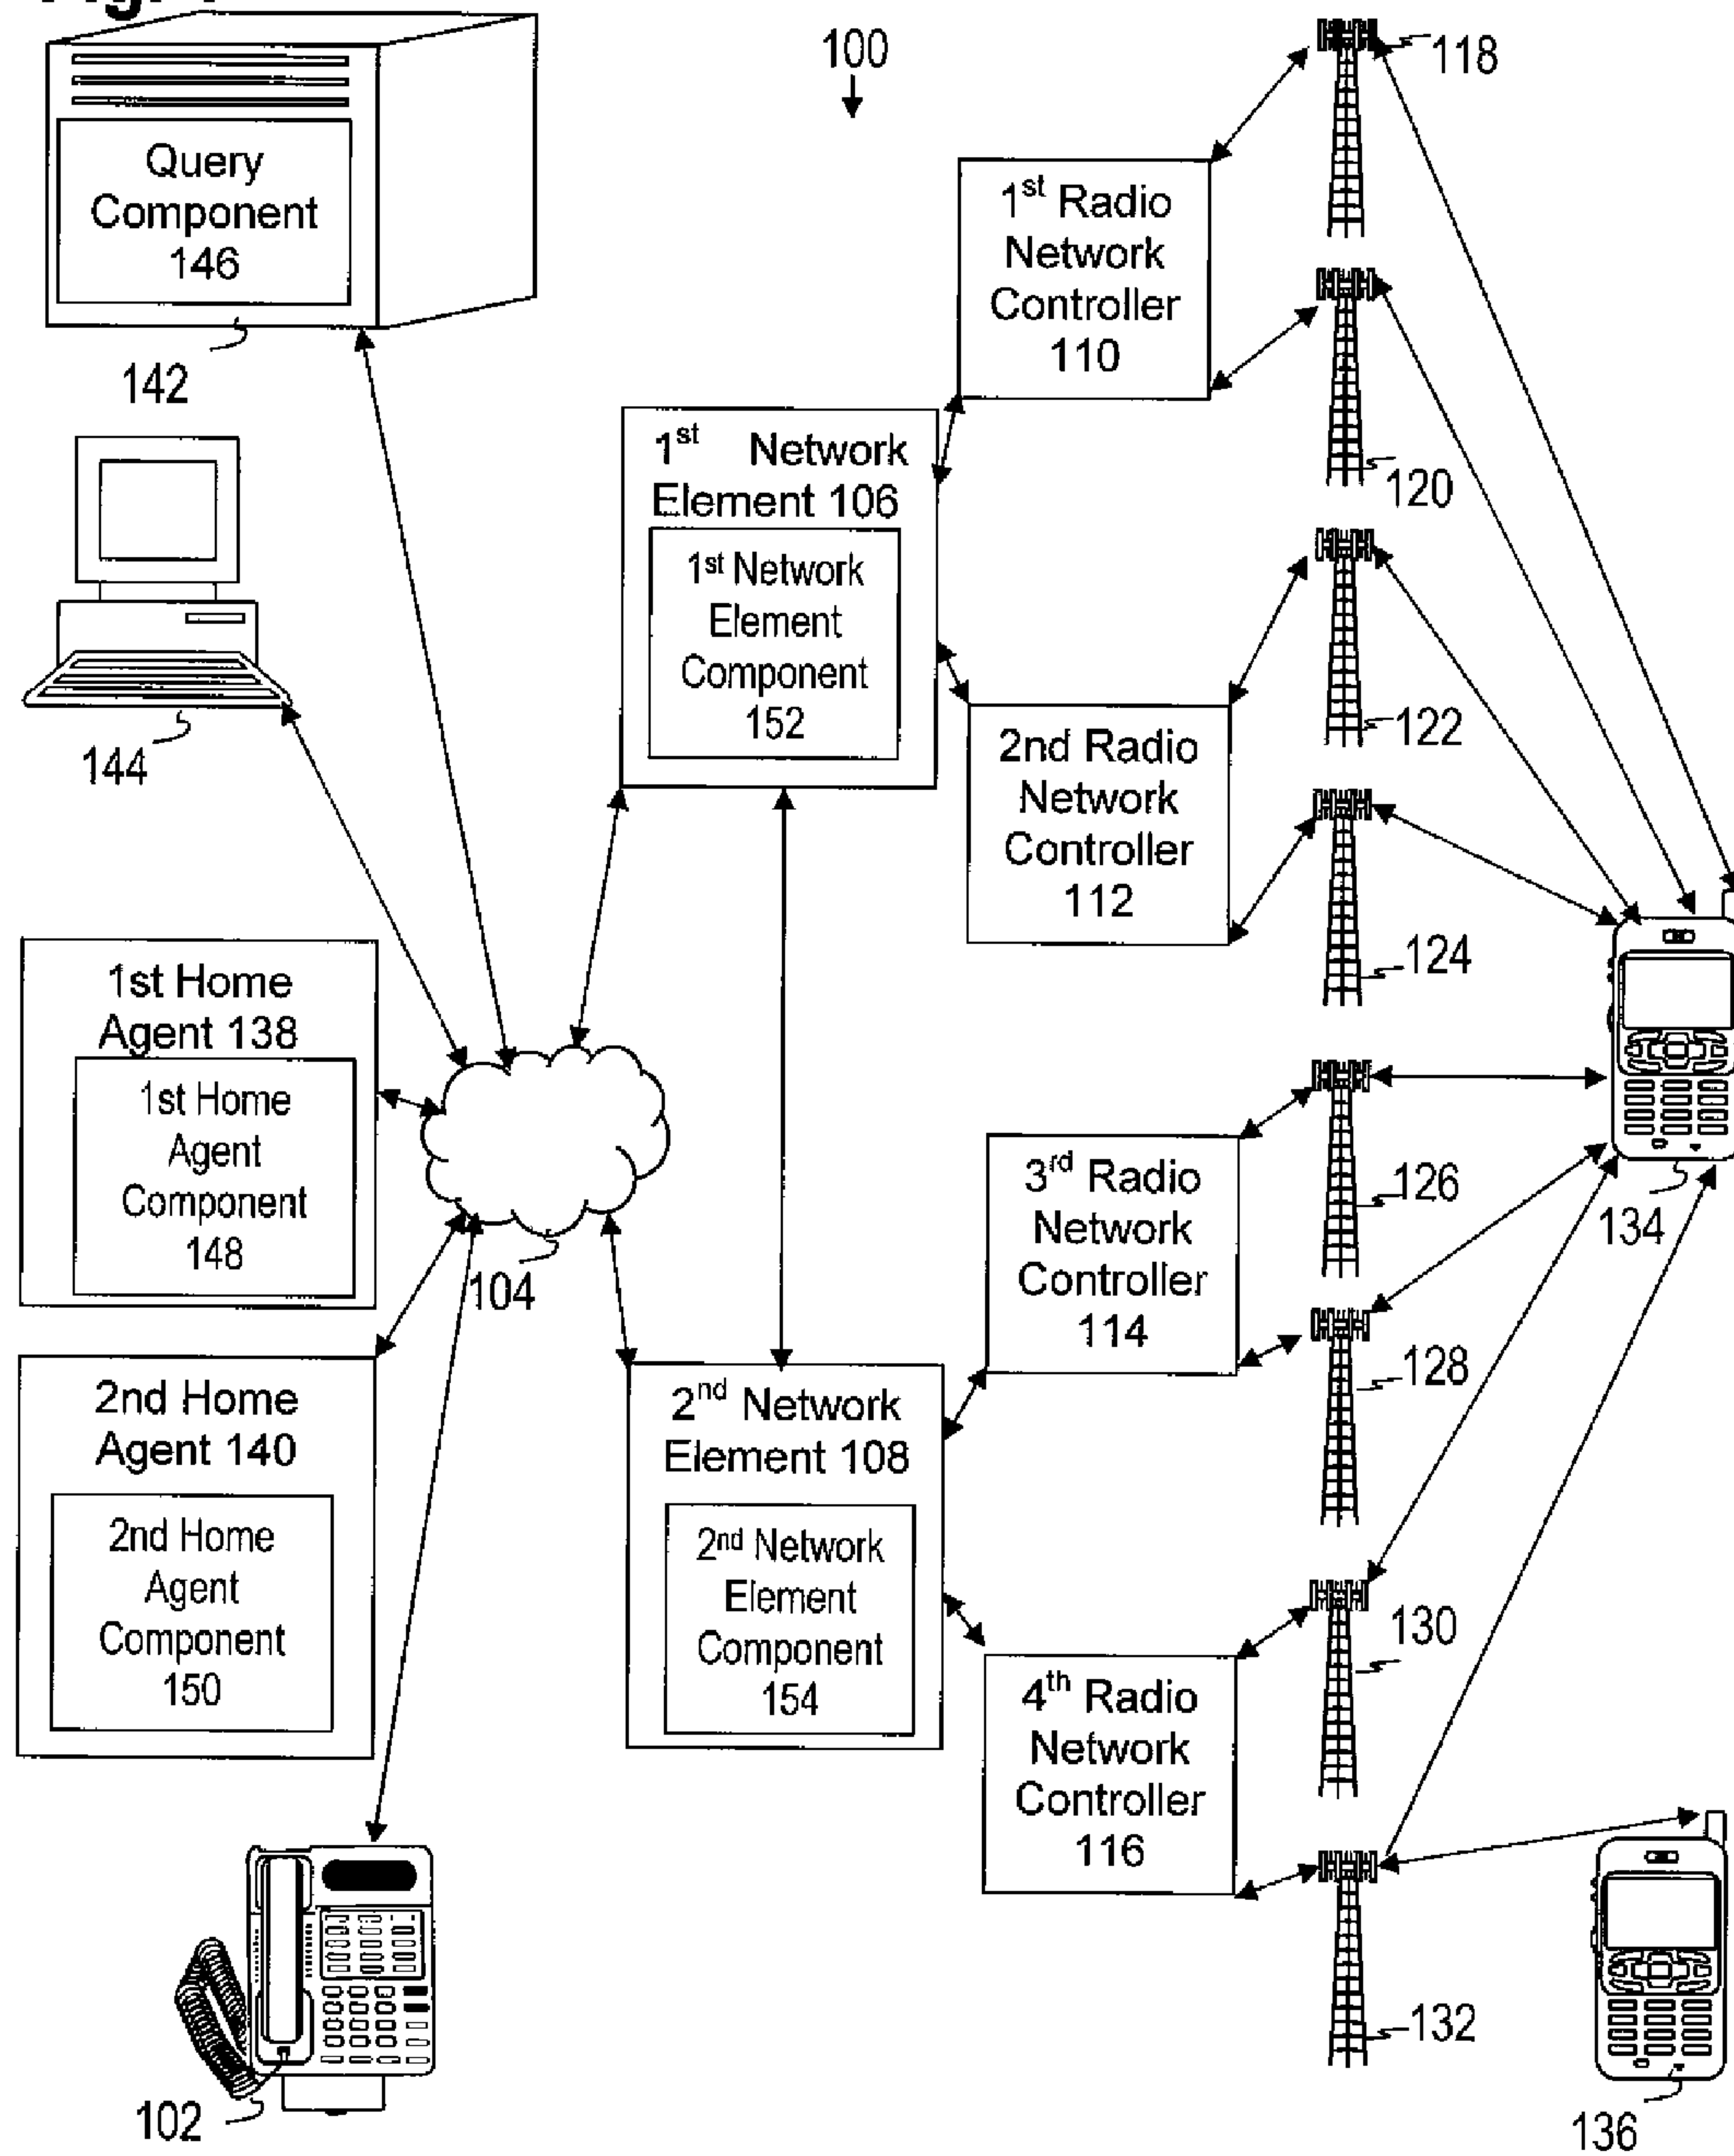 100
118
Query
Component
146
142
1st Radio
Network
Controller
110
120
144
1st Network
Element 106
1st Network
Element
Component
152
122
2nd Radio
Network
Controller
112
124
1st Home
Agent 138
1st Home
Agent
Component
148
104
126
134
3rd Radio
Network
Controller
114
128
2nd Home
Agent 140
2nd Home
Agent
Component
150
2nd Network
Element 108
2nd Network
Element
Component
154
130
4th Radio
Network
Controller
116
132
102
136